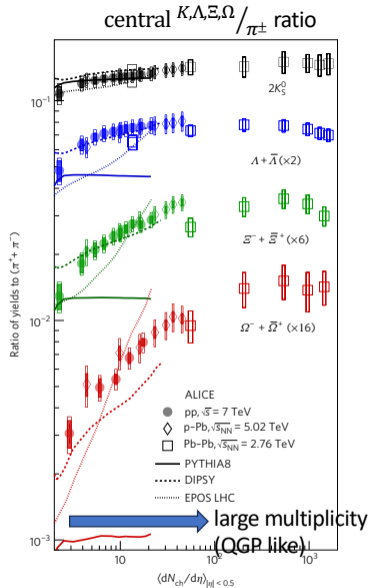 central K,Λ,Ξ,Ω/π± ratio
Ratio of yields to (π⁺+ π⁻)
10⁻¹
2K⁰S
Λ+Λ̅ (×2)
Ξ⁻+Ξ̅⁺ (×6)
10⁻²
Ω⁻+Ω̅⁺ (×16)
ALICE
pp, √s = 7 TeV
p–Pb, √sNN = 5.02 TeV
Pb–Pb, √sNN = 2.76 TeV
PYTHIA8
DIPSY
EPOS LHC
large multiplicity
(QGP like)
10⁻³
10
10²
10³
⟨dNch/dη⟩|η| < 0.5